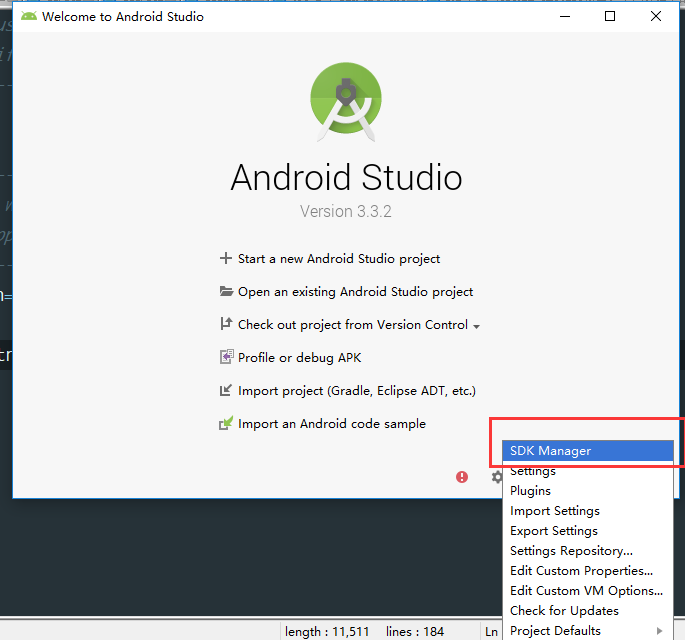 Welcome to Android Studio
Android Studio
Version 3.3.2
Start a new Android Studio project
Open an existing Android Studio project
Check out project from Version Control
Profile or debug APK
Import project (Gradle, Eclipse ADT, etc.)
Import an Android code sample
SDK Manager
Settings
Plugins
Import Settings
Export Settings
Settings Repository...
Edit Custom Properties...
Edit Custom VM Options...
Check for Updates
Project Defaults
length : 11,511 lines : 184 Ln